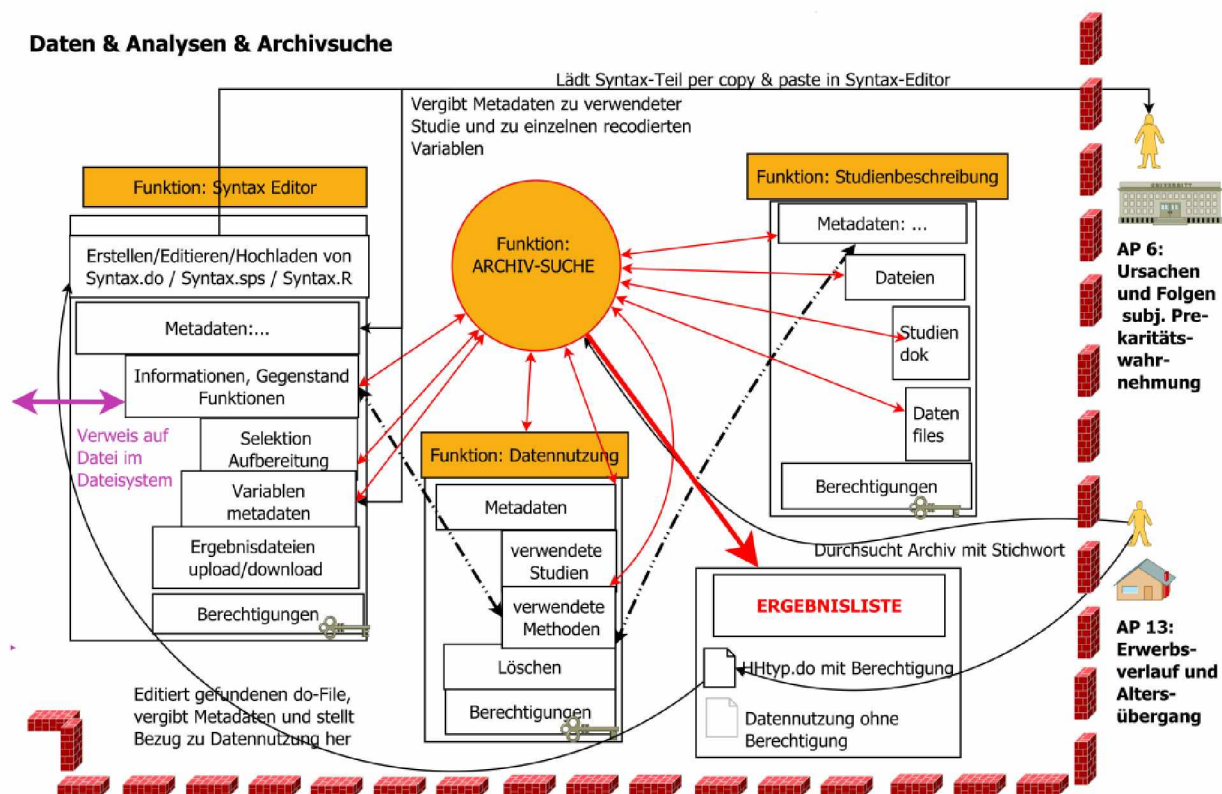 Daten & Analysen & Archivsuche
Lädt Syntax-Teil per copy & paste in Syntax-Editor
Vergibt Metadaten zu verwendeter
Studie und zu einzelnen recodierten
Variablen
Funktion: Syntax Editor
Erstellen/Editieren/Hochladen von
Syntax.do / Syntax.sps / Syntax.R
Metadaten:...
Informationen, Gegenstand
Funktionen
Selektion
Aufbereitung
Variablen
metadaten
Ergebnisdateien
upload/download
Berechtigungen
Verweis auf
Datei im
Dateisystem
Funktion:
ARCHIV-SUCHE
Funktion: Datennutzung
Metadaten
verwendete
Studien
verwendete
Methoden
Löschen
Berechtigungen
Funktion: Studienbeschreibung
Metadaten: ...
Dateien
Studien
dok
Daten
files
Berechtigungen
Durchsucht Archiv mit Stichwort
ERGEBNISLISTE
HHtyp.do mit Berechtigung
Datennutzung ohne
Berechtigung
Editiert gefundenen do-File,
vergibt Metadaten und stellt
Bezug zu Datennutzung her
UNIVERSITY
AP 6:
Ursachen
und Folgen
subj. Pre-
karitäts-
wahr-
nehmung
AP 13:
Erwerbs-
verlauf und
Alters-
übergang